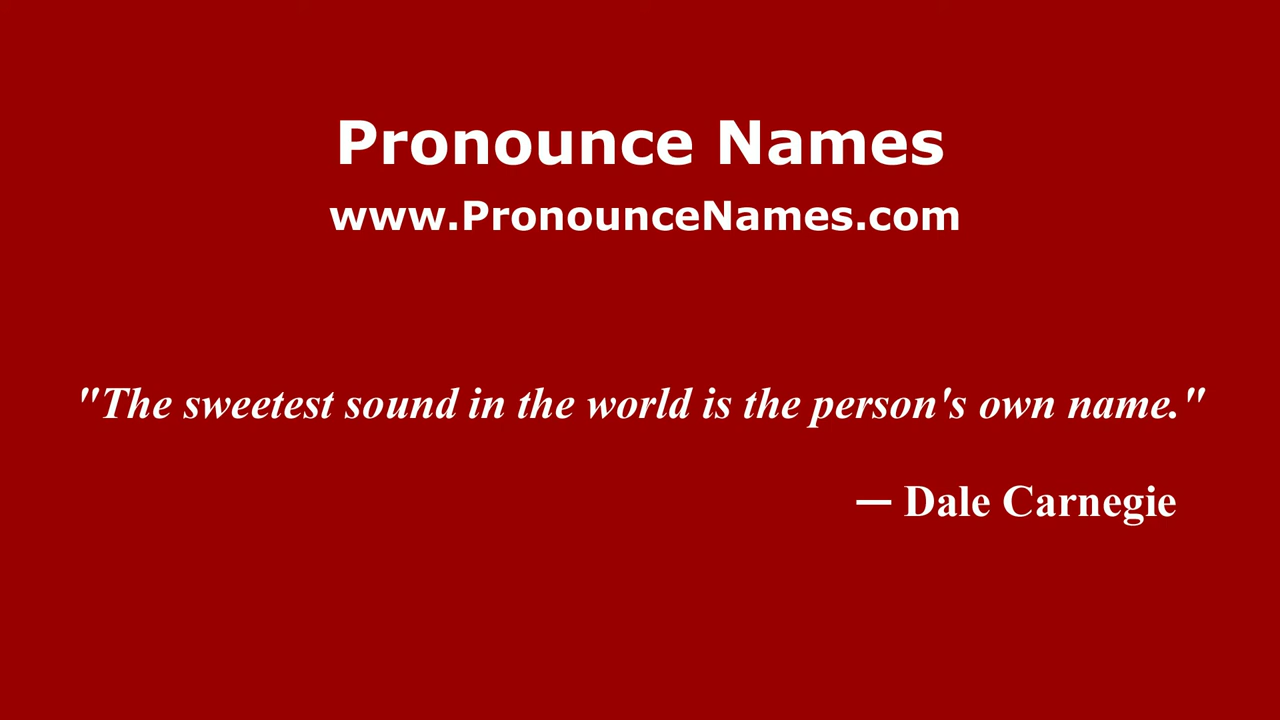 Pronounce Names
www.PronounceNames.com
"The sweetest sound in the world is the person's own name."
— Dale Carnegie